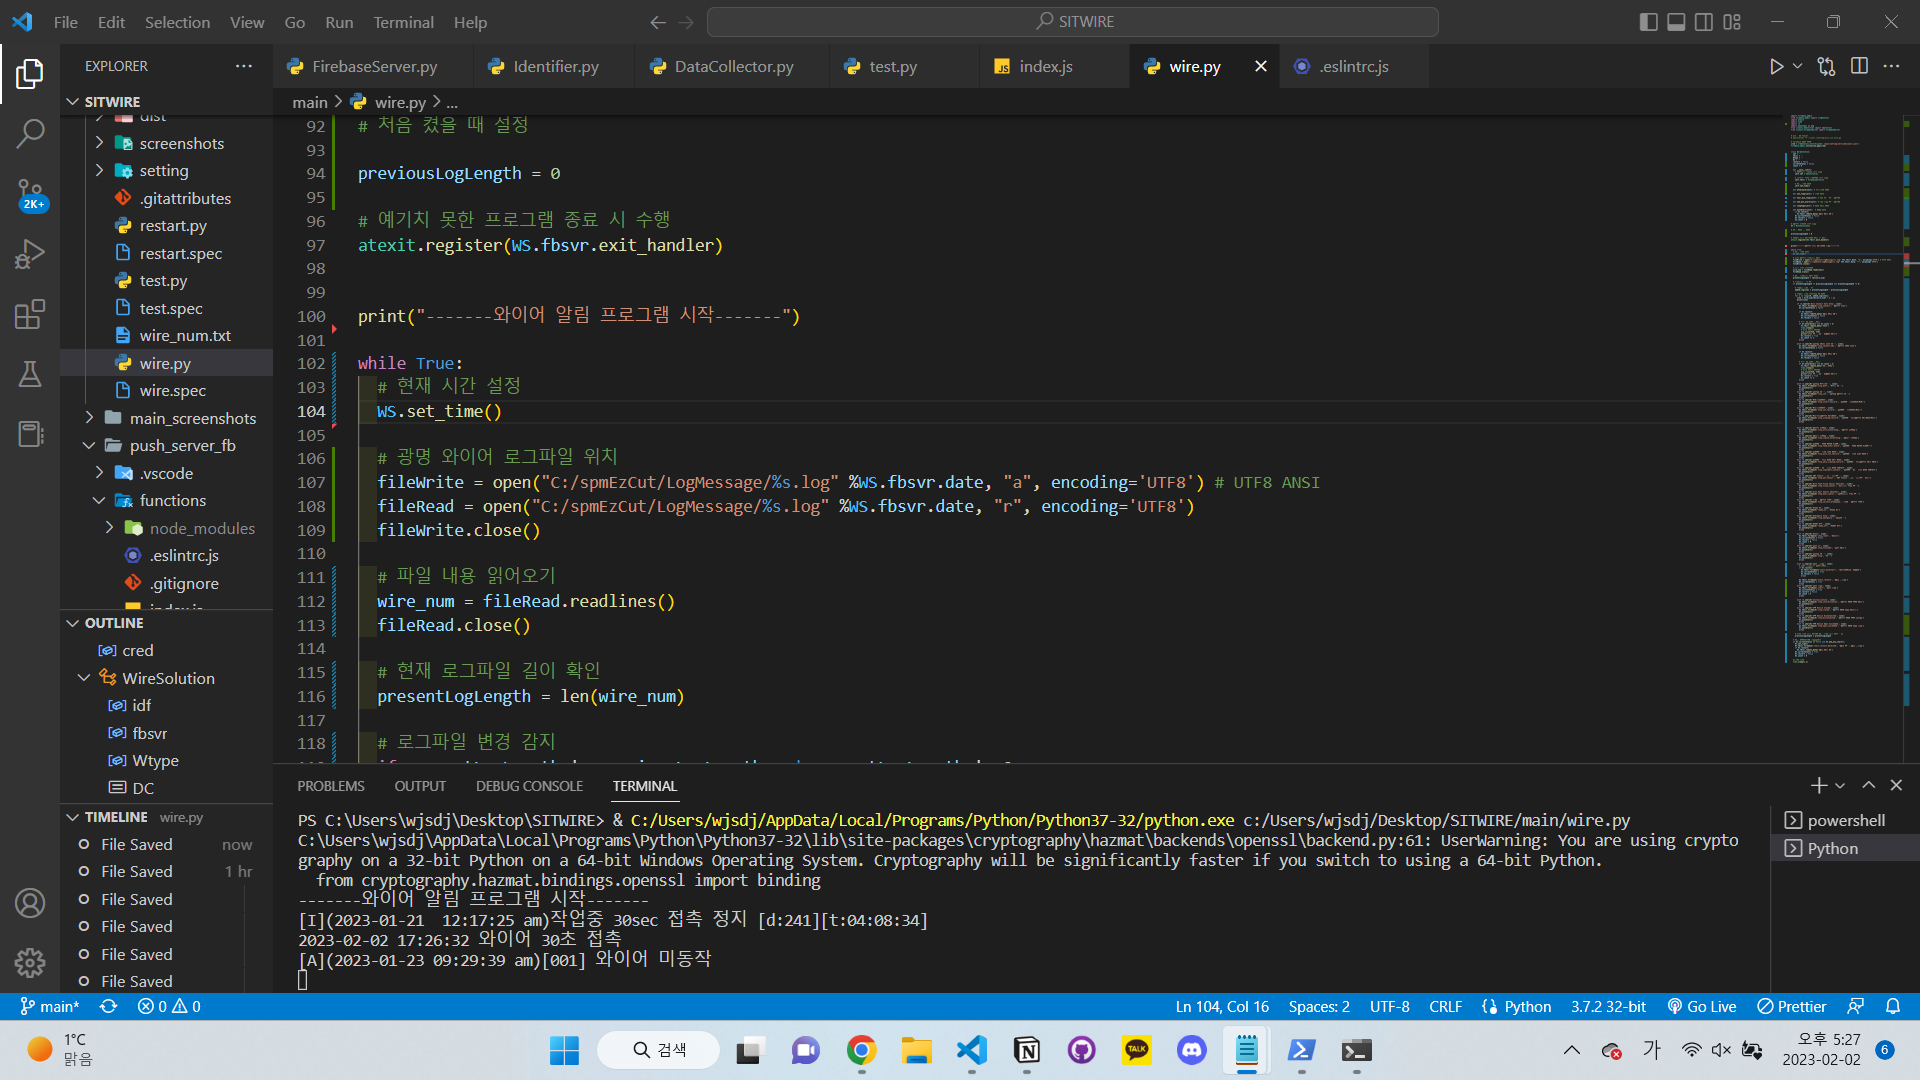 File Edit Selection View Go Run Terminal Help
SITWIRE
EXPLORER
FirebaseServer.py
Identifier.py
DataCollector.py
test.py
JS index.js
wire.py
.eslintrc.js
SITWIRE
main > wire.py > ...
dist
screenshots
setting
.gitattributes
restart.py
restart.spec
test.py
test.spec
wire_num.txt
wire.py
wire.spec
main_screenshots
push_server_fb
.vscode
functions
node_modules
.eslintrc.js
.gitignore
index.js
2K+
OUTLINE
cred
WireSolution
idf
fbsvr
Wtype
DC
TIMELINE wire.py
File Saved now
File Saved 1 hr
File Saved
File Saved
File Saved
File Saved
92 # 처음 켰을 때 설정
93
94 previousLogLength = 0
95
96 # 예기치 못한 프로그램 종료 시 수행
97 atexit.register(WS.fbsvr.exit_handler)
98
99
100 print("-------와이어 알림 프로그램 시작-------")
101
102 while True:
103 # 현재 시간 설정
104 WS.set_time()
105
106 # 광명 와이어 로그파일 위치
107 fileWrite = open("C:/spmEzCut/LogMessage/%s.log" %WS.fbsvr.date, "a", encoding='UTF8') # UTF8 ANSI
108 fileRead = open("C:/spmEzCut/LogMessage/%s.log" %WS.fbsvr.date, "r", encoding='UTF8')
109 fileWrite.close()
110
111 # 파일 내용 읽어오기
112 wire_num = fileRead.readlines()
113 fileRead.close()
114
115 # 현재 로그파일 길이 확인
116 presentLogLength = len(wire_num)
117
118 # 로그파일 변경 감지
PROBLEMS OUTPUT DEBUG CONSOLE TERMINAL
PS C:\Users\wjsdj\Desktop\SITWIRE> & C:/Users/wjsdj/AppData/Local/Programs/Python/Python37-32/python.exe c:/Users/wjsdj/Desktop/SITWIRE/main/wire.py
C:\Users\wjsdj\AppData\Local\Programs\Python\Python37-32\lib\site-packages\cryptography\hazmat\backends\openssl\backend.py:61: UserWarning: You are using crypto
graphy on a 32-bit Python on a 64-bit Windows Operating System. Cryptography will be significantly faster if you switch to using a 64-bit Python.
from cryptography.hazmat.bindings.openssl import binding
-------와이어 알림 프로그램 시작-------
[I](2023-01-21  12:17:25 am)작업중 30sec 접촉 정지 [d:241][t:04:08:34]
2023-02-02 17:26:32 와이어 30초 접촉
[A](2023-01-23 09:29:39 am)[001] 와이어 미동작
powershell
Python
main* 0 0
Ln 104, Col 16 Spaces: 2 UTF-8 CRLF Python 3.7.2 32-bit Go Live Prettier
1°C
맑음
검색
TALK
가
오후 5:27
2023-02-02
6